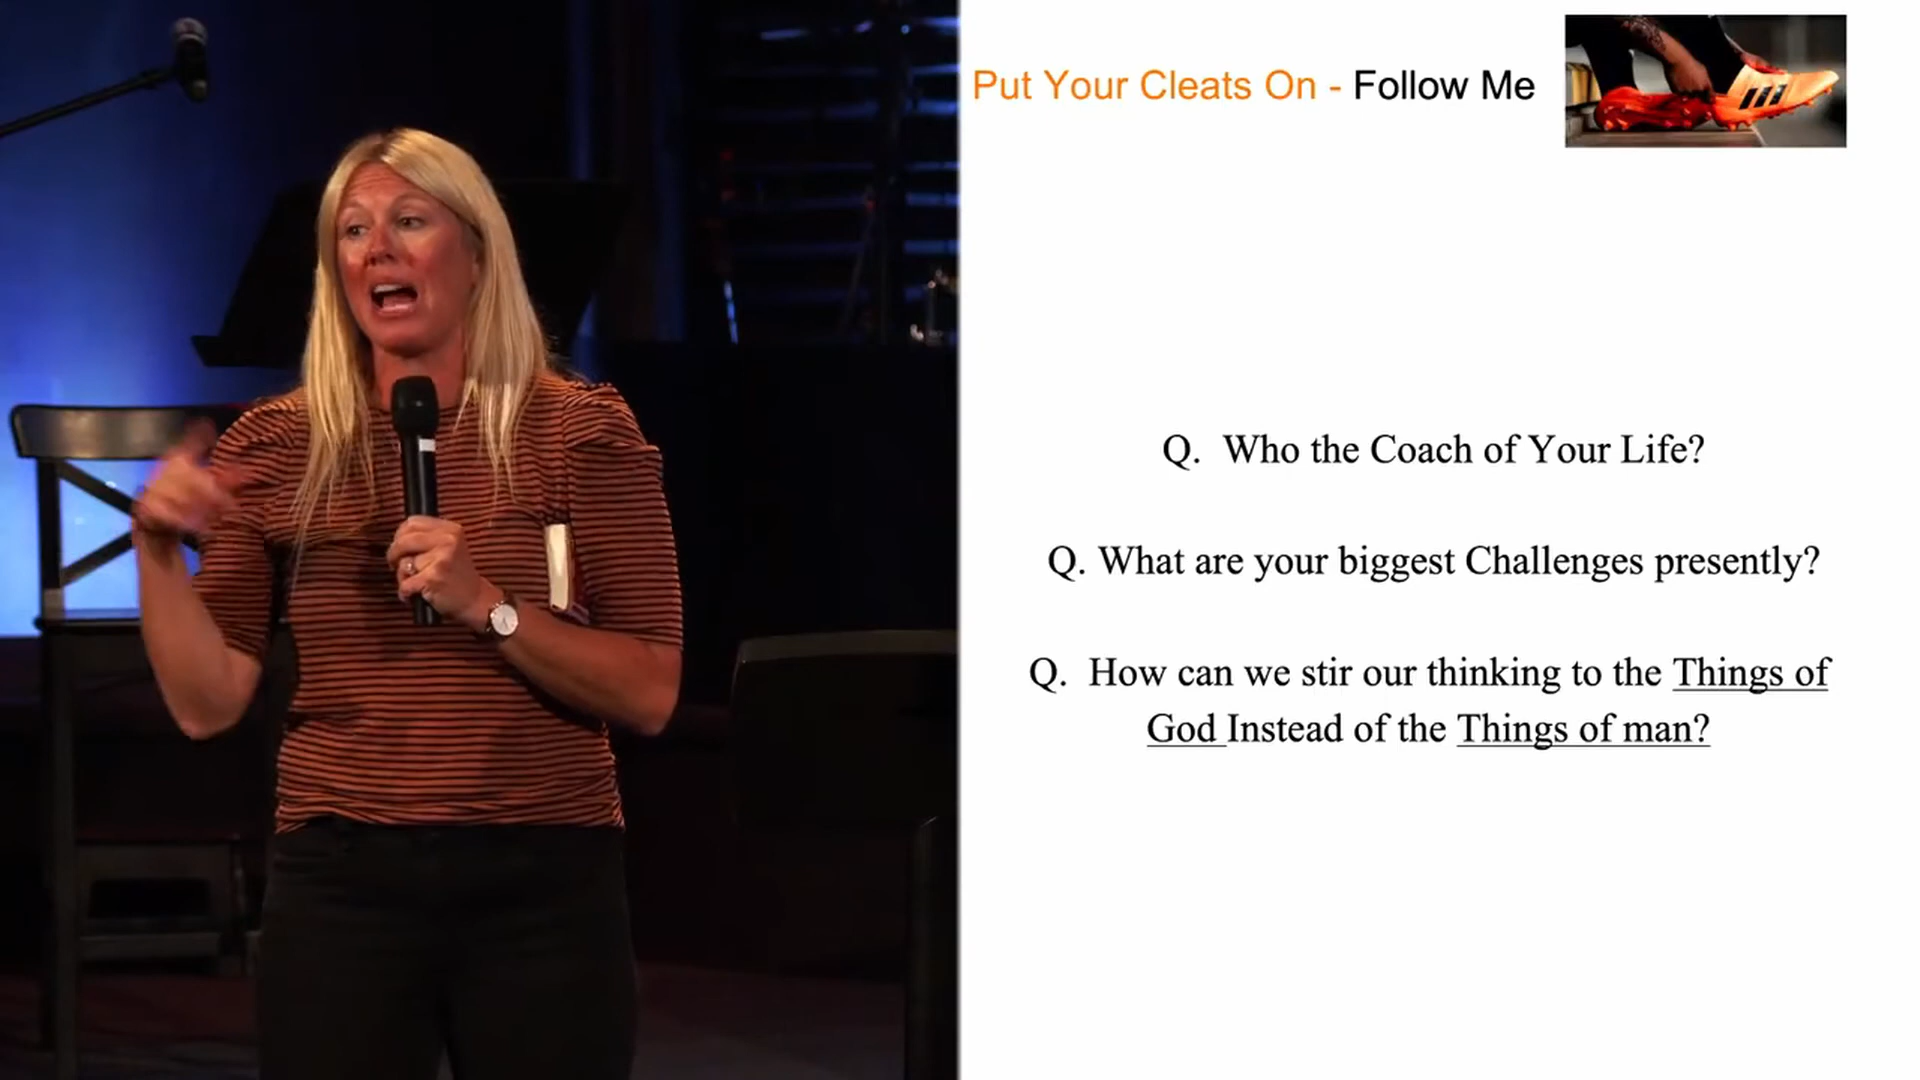 Put Your Cleats On - Follow Me
Q. Who the Coach of Your Life?
Q. What are your biggest Challenges presently?
Q. How can we stir our thinking to the Things of
God Instead of the Things of man?